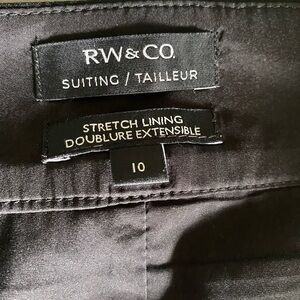 RW&CO.
SUITING / TAILLEUR
STRETCH LINING
DOUBLURE EXTENSIBLE
10